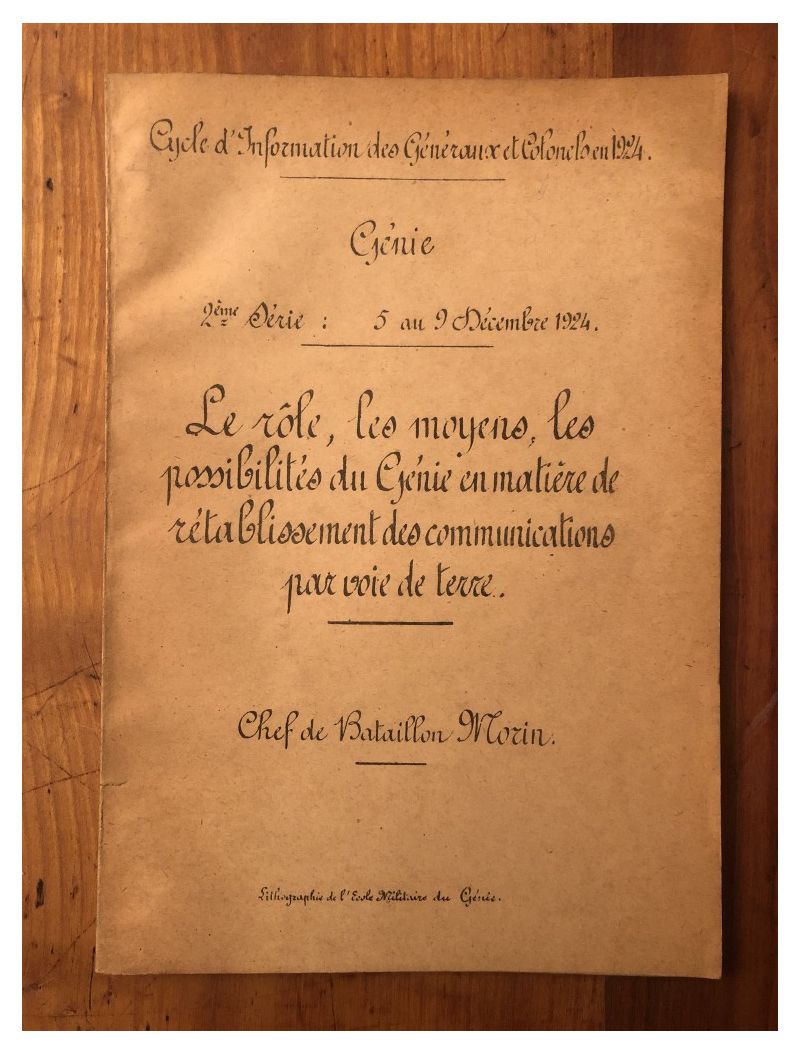 Cycle d'Information des Généraux et Colonels en 1924.
Génie
2ème Série : 5 au 9 Décembre 1924.
Le rôle, les moyens, les
possibilités du Génie en matière de
rétablissement des communications
par voie de terre.
Chef de Bataillon Morin.
Lithographie de l'Ecole Militaire du Génie.